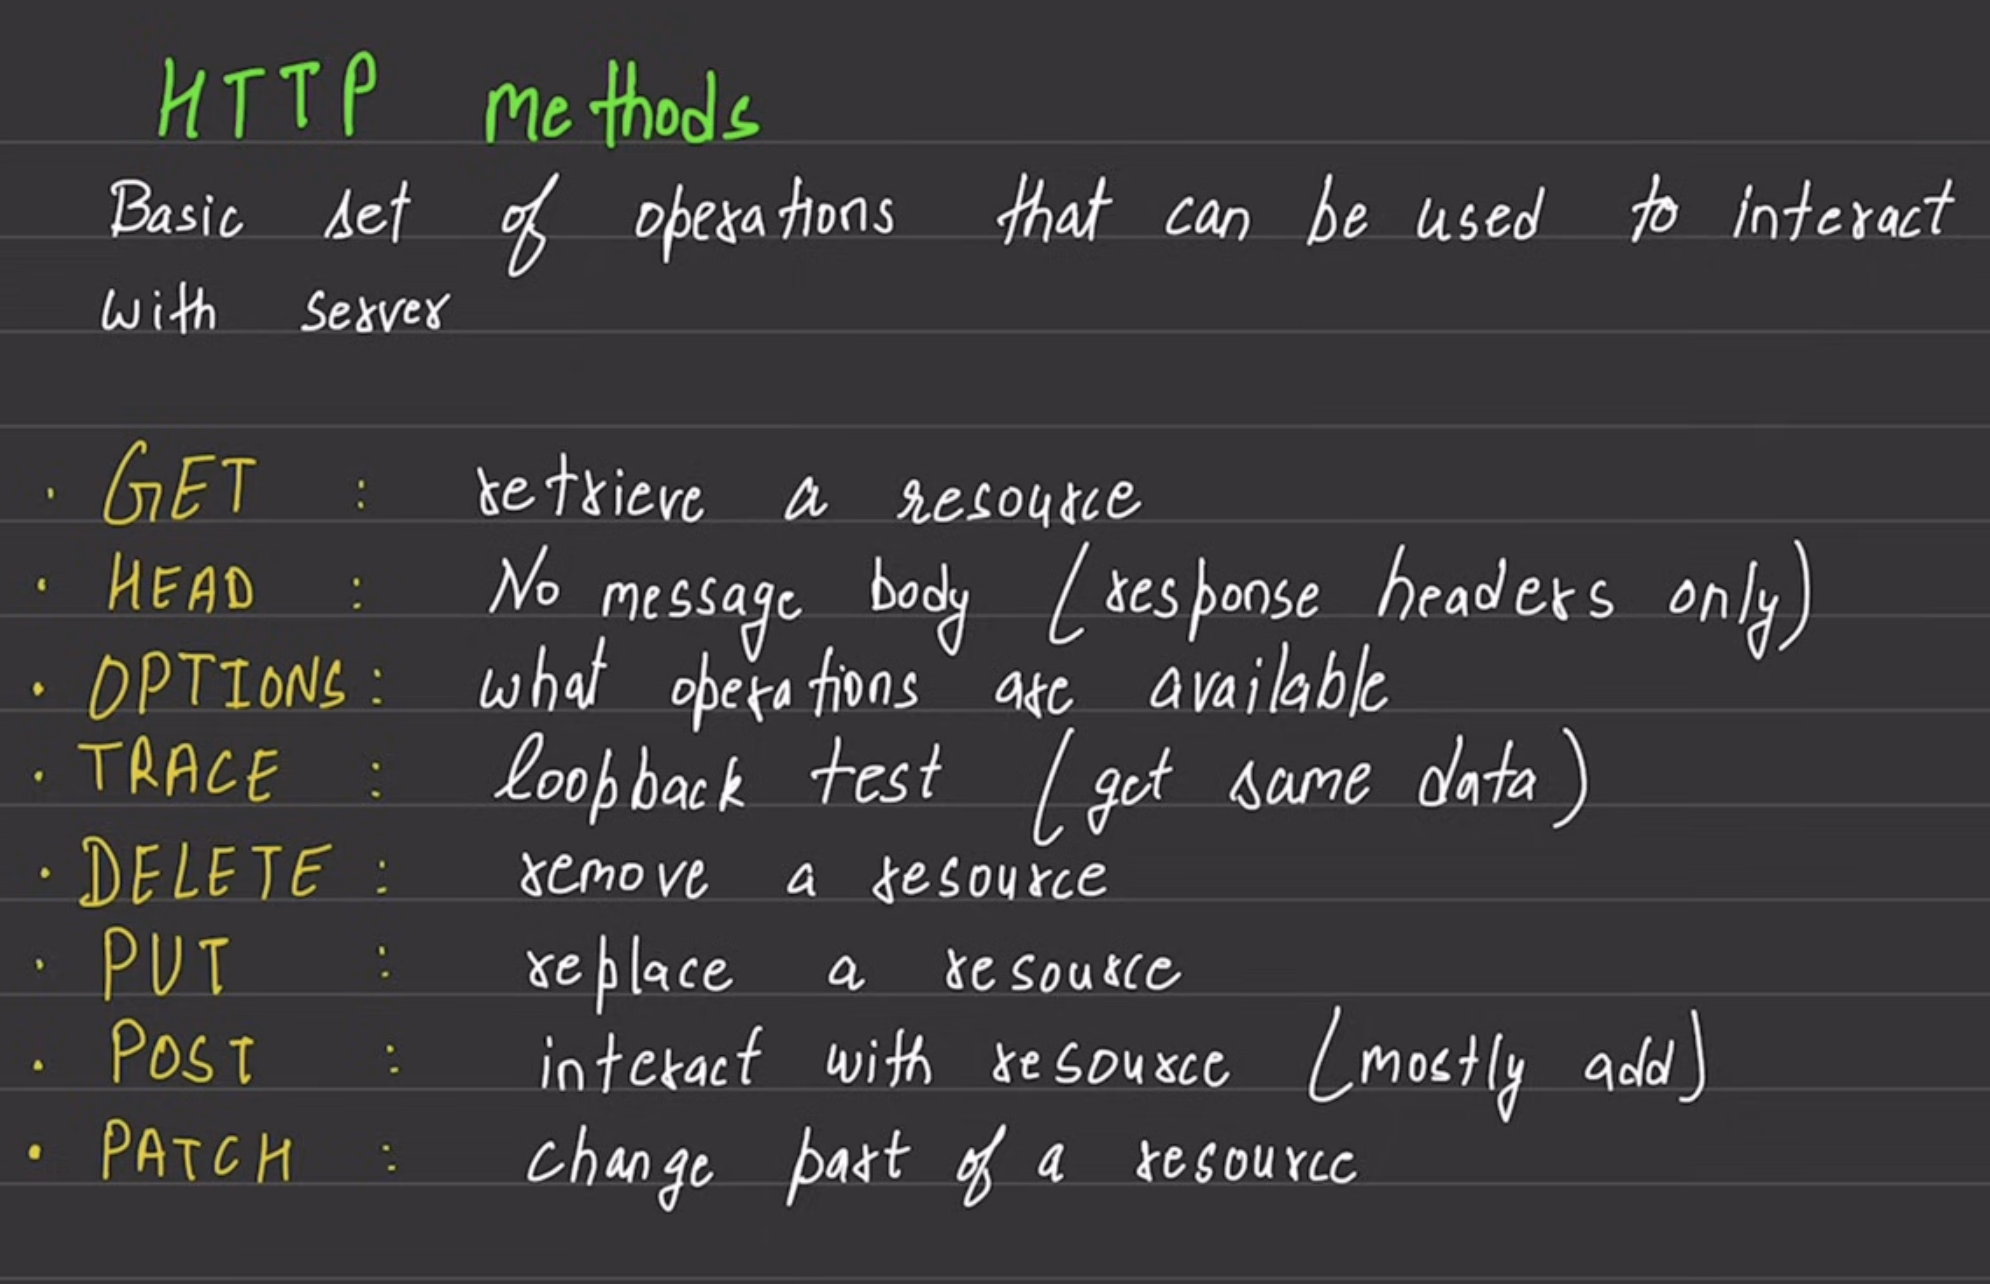 HTTP methods
Basic set of operations that can be used to interact
with server
· GET : retrieve a resource
· HEAD : No message body (response headers only)
· OPTIONS : what operations are available
· TRACE : loopback test (get same data)
· DELETE : remove a resource
· PUT : replace a resource
· POST : interact with resource (mostly add)
· PATCH : change part of a resource